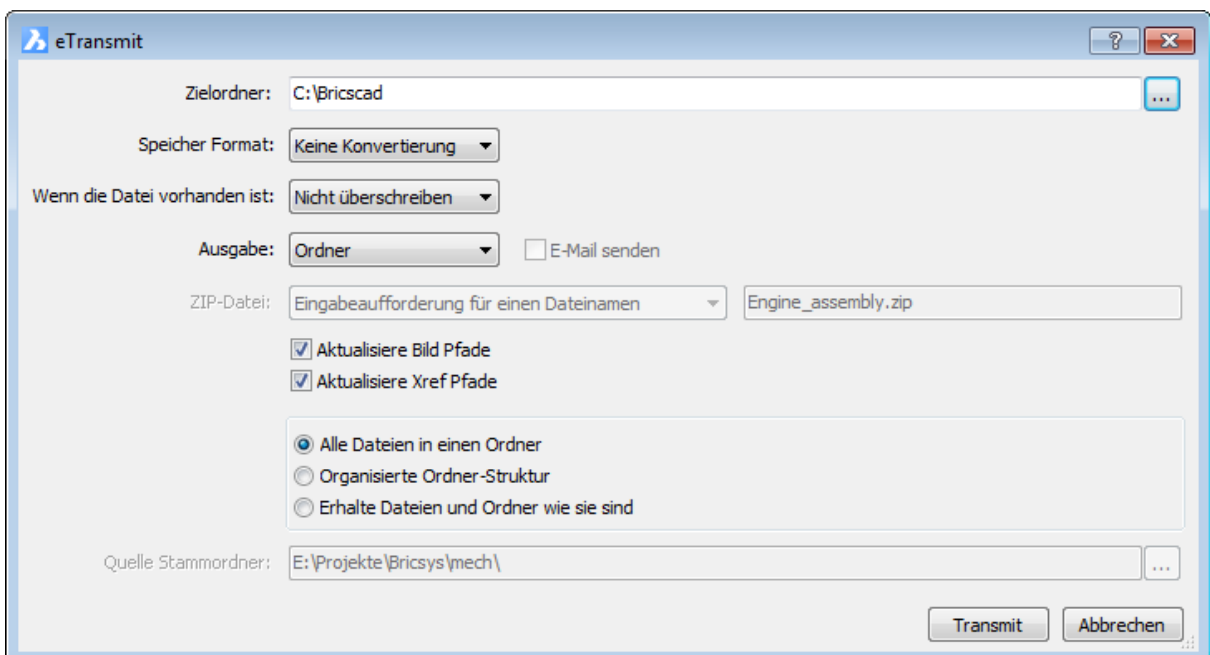 eTransmit
Zielordner: C:\Bricscad ...
Speicher Format: Keine Konvertierung
Wenn die Datei vorhanden ist: Nicht überschreiben
Ausgabe: Ordner E-Mail senden
ZIP-Datei: Eingabeaufforderung für einen Dateinamen Engine_assembly.zip
Aktualisiere Bild Pfade
Aktualisiere Xref Pfade
Alle Dateien in einen Ordner
Organisierte Ordner-Struktur
Erhalte Dateien und Ordner wie sie sind
Quelle Stammordner: E:\Projekte\Bricsys\mech\ ...
Transmit Abbrechen